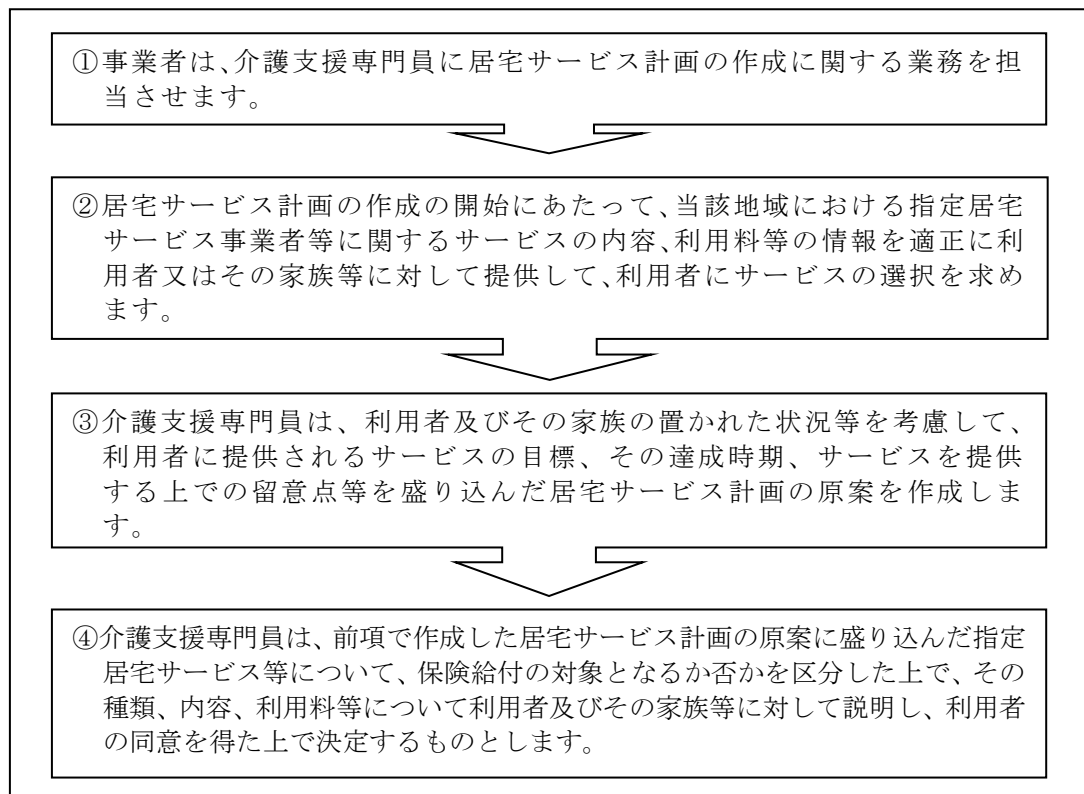 ①事業者は、介護支援専門員に居宅サービス計画の作成に関する業務を担
当させます。
②居宅サービス計画の作成の開始にあたって、当該地域における指定居宅
サービス事業者等に関するサービスの内容、利用料等の情報を適正に利
用者又はその家族等に対して提供して、利用者にサービスの選択を求め
ます。
③介護支援専門員は、利用者及びその家族の置かれた状況等を考慮して、
利用者に提供されるサービスの目標、その達成時期、サービスを提供
する上での留意点等を盛り込んだ居宅サービス計画の原案を作成しま
す。
④介護支援専門員は、前項で作成した居宅サービス計画の原案に盛り込んだ指定
居宅サービス等について、保険給付の対象となるか否かを区分した上で、その
種類、内容、利用料等について利用者及びその家族等に対して説明し、利用者
の同意を得た上で決定するものとします。